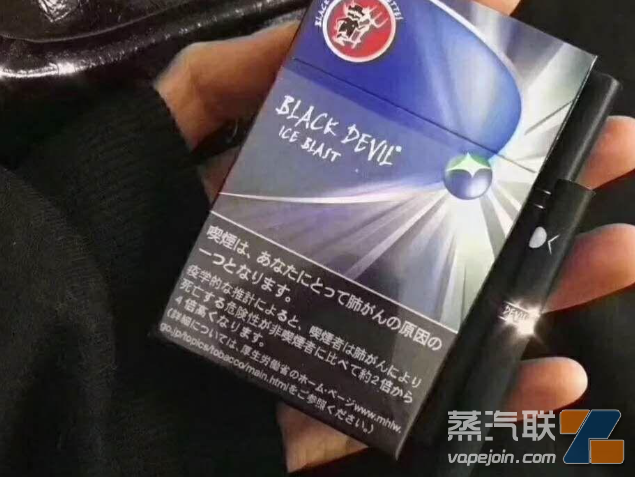 BLACK DEVIL
ICE BLAST
喫煙は、あなたにとって肺がんの原因の
一つとなります。
疫学的な推計によると、喫煙者は肺がんにより
死亡する危険性が非喫煙者に比べて約2倍から
4倍高くなります。
(詳細については、厚生労働省のホーム・ページwww.mhlw.
go.jp/topics/tobacco/main.htmlをご参照ください。)
蒸汽联
vapejoin.com